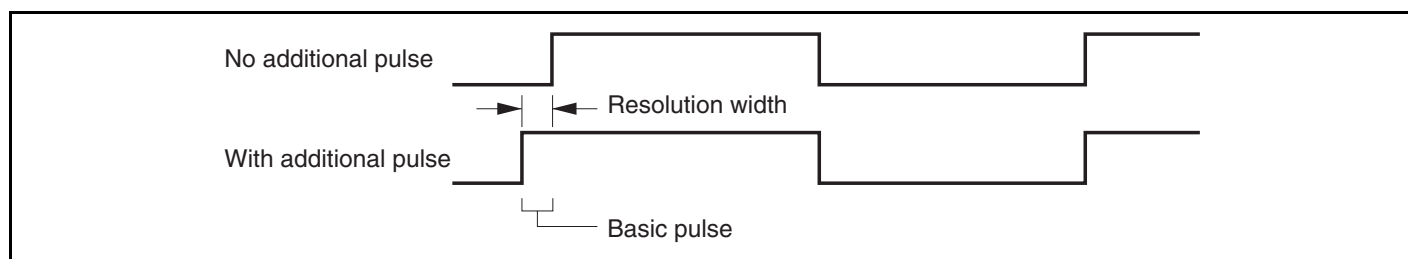 No additional pulse
Resolution width
With additional pulse
Basic pulse